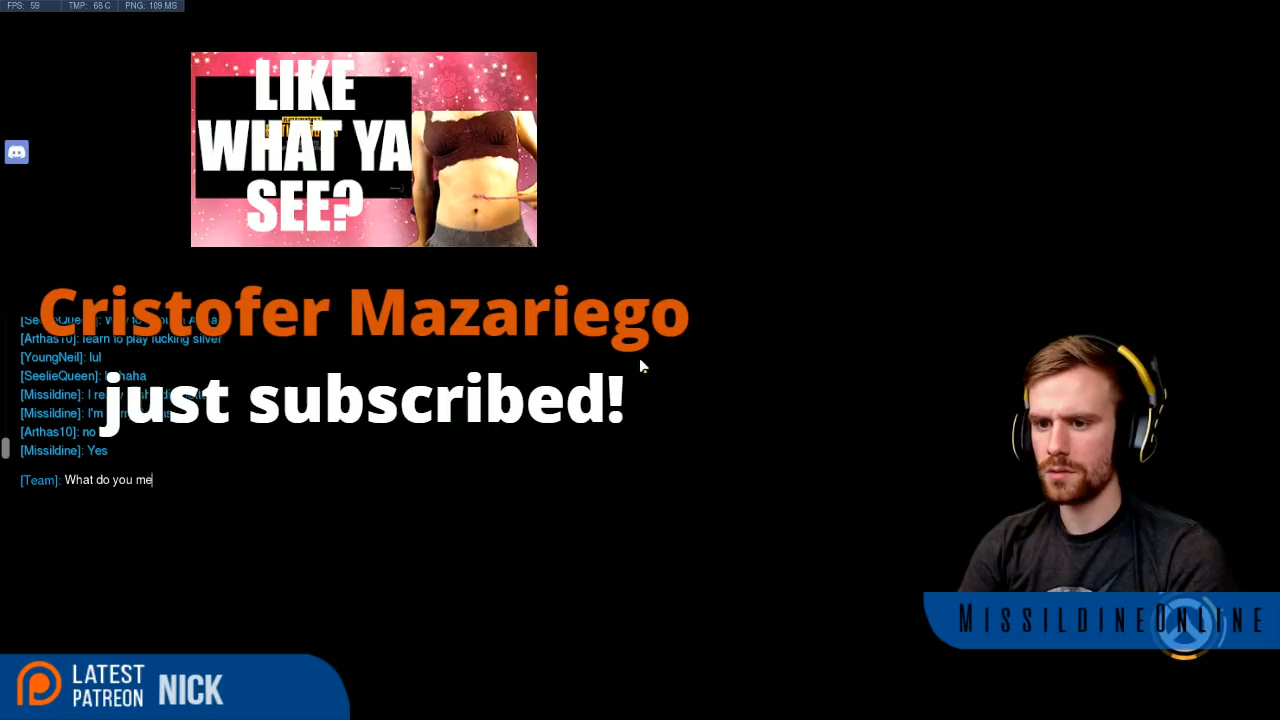 FPS: 59 TMP: 68 C PNG: 109 MS
LIKE
WHAT YA
SEE?
Cristofer Mazariego
just subscribed!
[Arthas10]: learn to play fucking silver
[YoungNeil]: lul
[SeelieQueen]: haha
[Missildine]: I
[Missildine]: I'm
[Arthas10]: no
[Missildine]: Yes
[Team]: What do you me
MISSILDINEONLINE
LATEST
PATREON
NICK